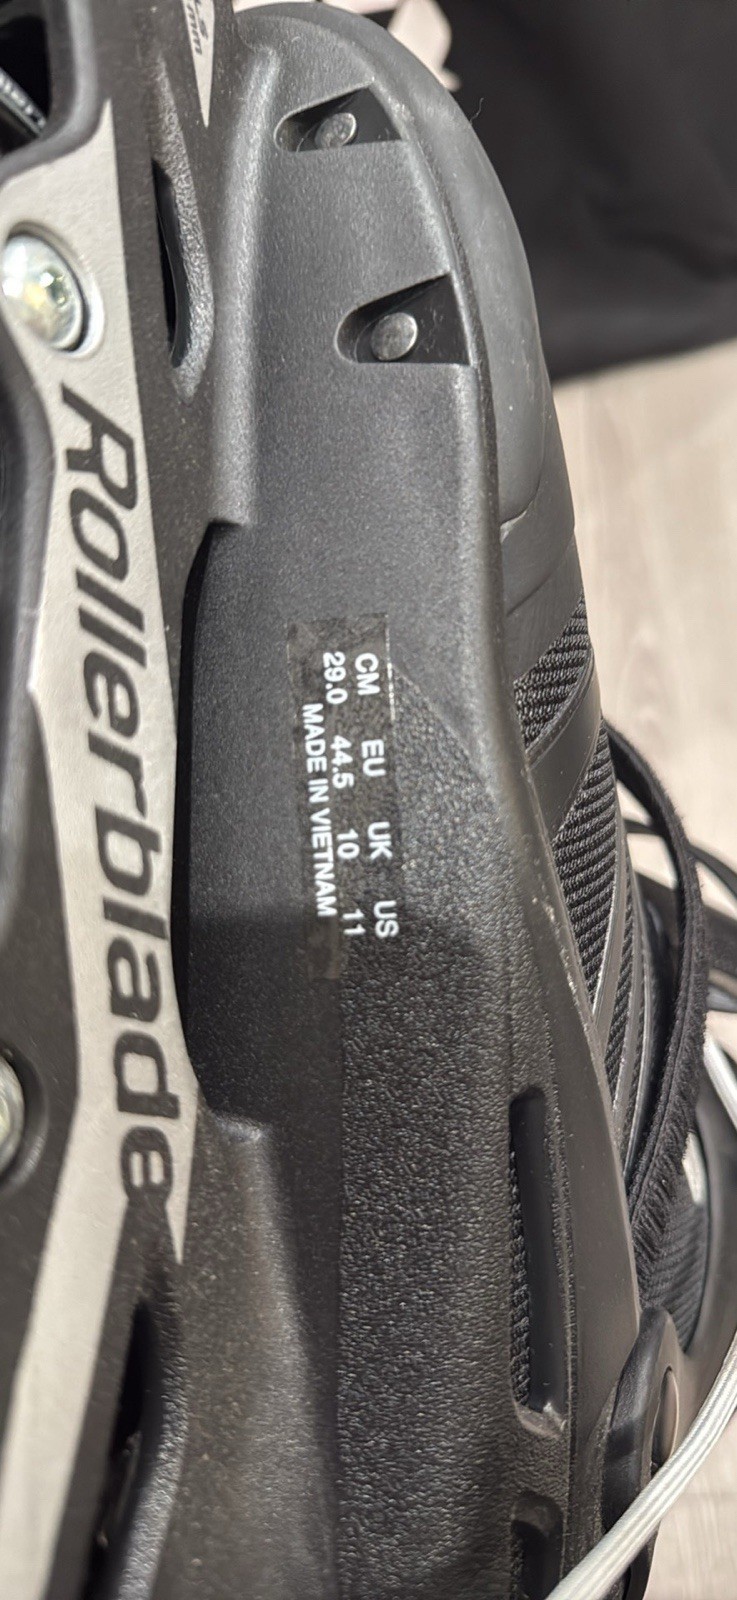 Rollerblade
CM EU UK US
29.0 44.5 10 11
MADE IN VIETNAM